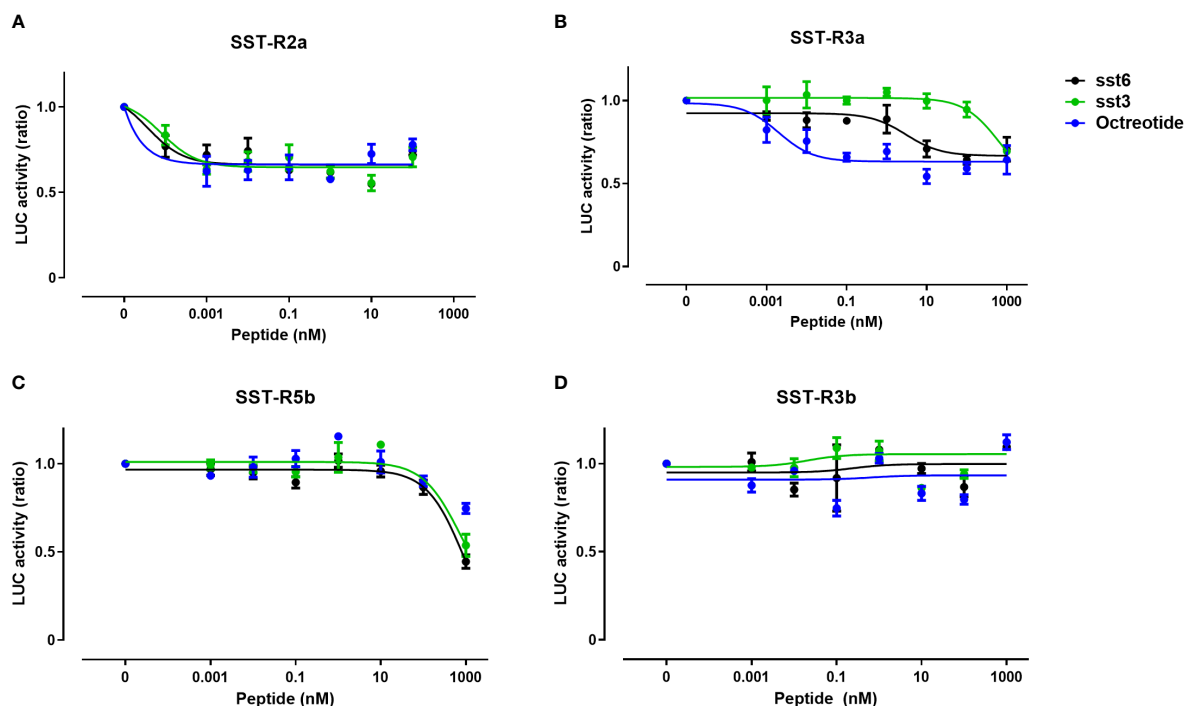 A
SST-R2a
LUC activity (ratio)
1.0
0.5
0
0 0.001 0.1 10 1000
Peptide (nM)
B
SST-R3a
LUC activity (ratio)
1.0
0.5
0
0 0.001 0.1 10 1000
Peptide (nM)
sst6
sst3
Octreotide
C
SST-R5b
LUC activity (ratio)
1.0
0.5
0
0 0.001 0.1 10 1000
Peptide (nM)
D
SST-R3b
LUC activity (ratio)
1.0
0.5
0
0 0.001 0.1 10 1000
Peptide (nM)